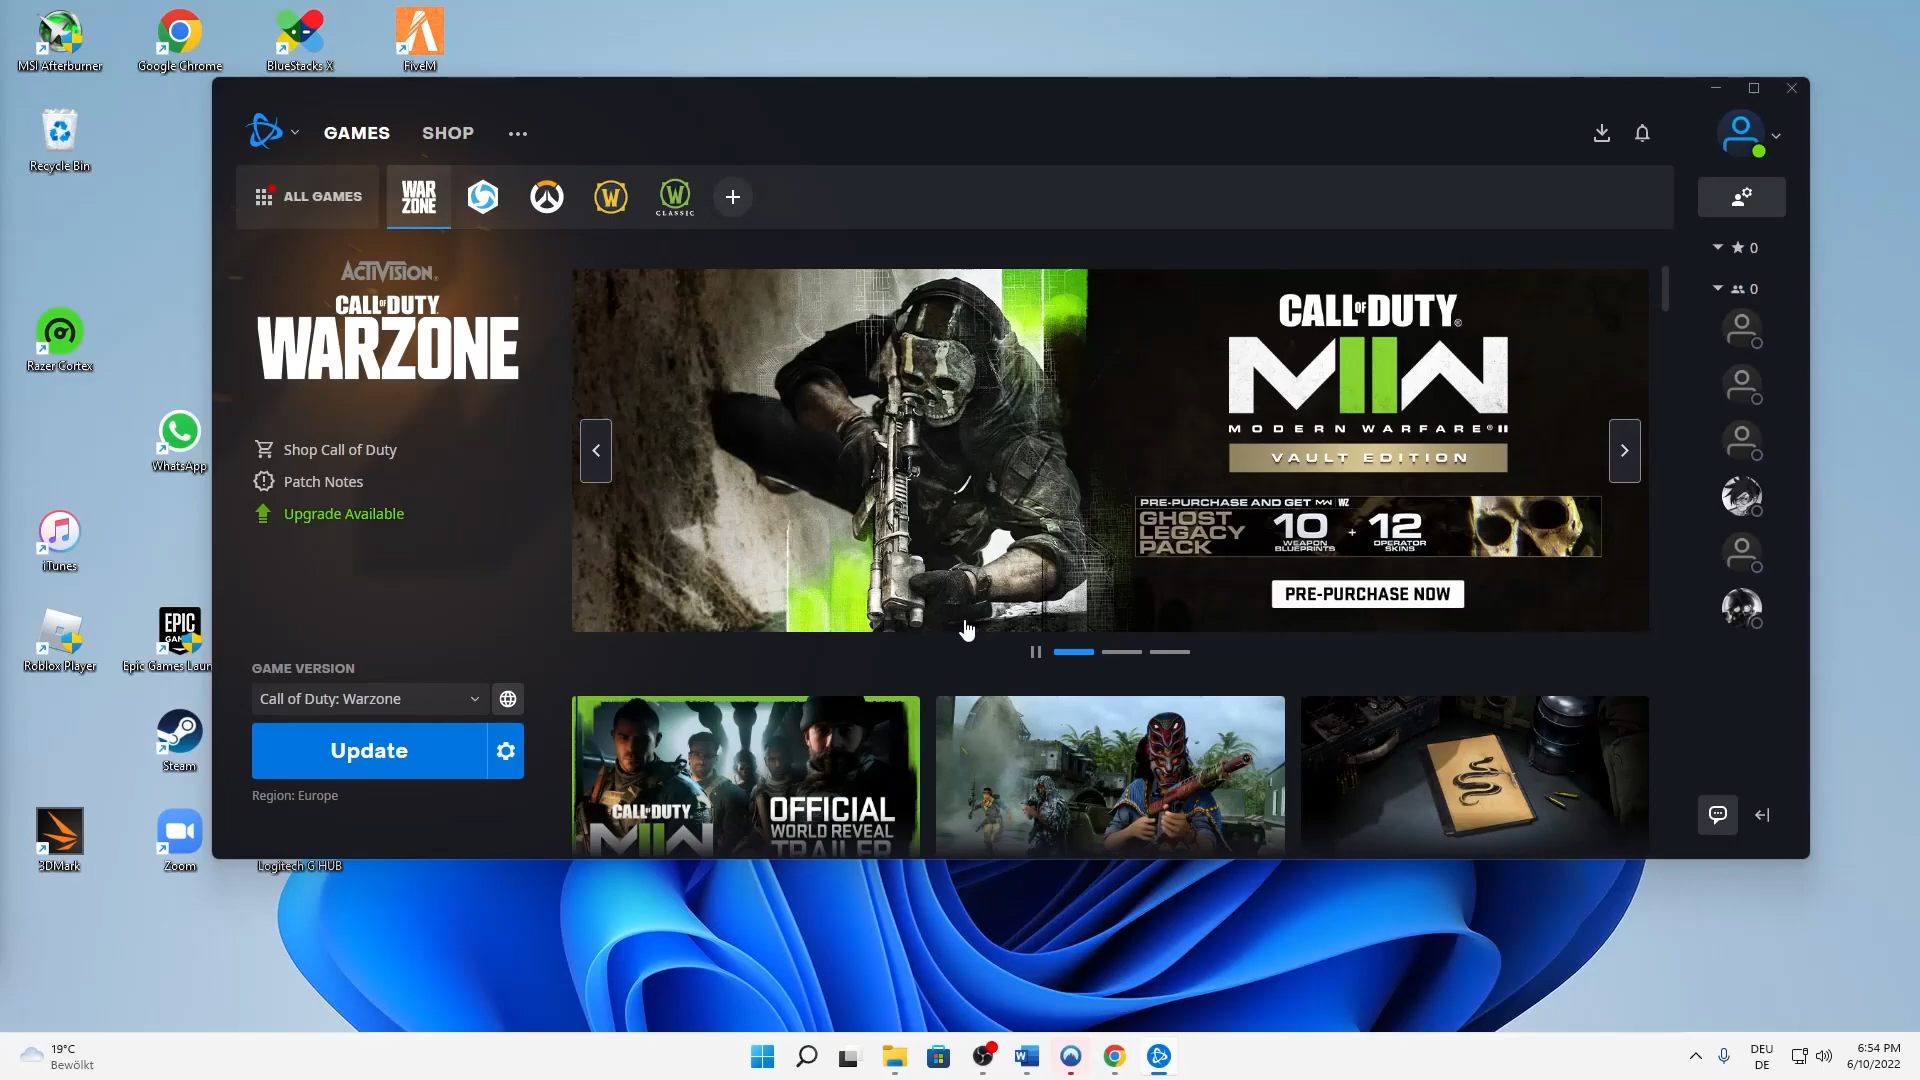 MSI Afterburner
Google Chrome
BlueStacks X
FiveM
Recycle Bin
Razer Cortex
WhatsApp
iTunes
Roblox Player
EPIC
GAMES
Epic Games Laun
Steam
3DMark
Zoom
Logitech G HUB
GAMES
SHOP
ALL GAMES
WAR
ZONE
CLASSIC
ACTIVISION®
CALL OF DUTY
WARZONE
Shop Call of Duty
Patch Notes
Upgrade Available
GAME VERSION
Call of Duty: Warzone
Update
Region: Europe
CALL OF DUTY®
MWII
MODERN WARFARE® II
VAULT EDITION
PRE-PURCHASE AND GET MW WZ
GHOST
LEGACY
PACK
10
WEAPON
BLUEPRINTS
+
12
OPERATOR
SKINS
PRE-PURCHASE NOW
0
0
CALL OF DUTY
MWII
OFFICIAL
WORLD REVEAL
TRAILER
19°C
Bewölkt
DEU
DE
6:54 PM
6/10/2022